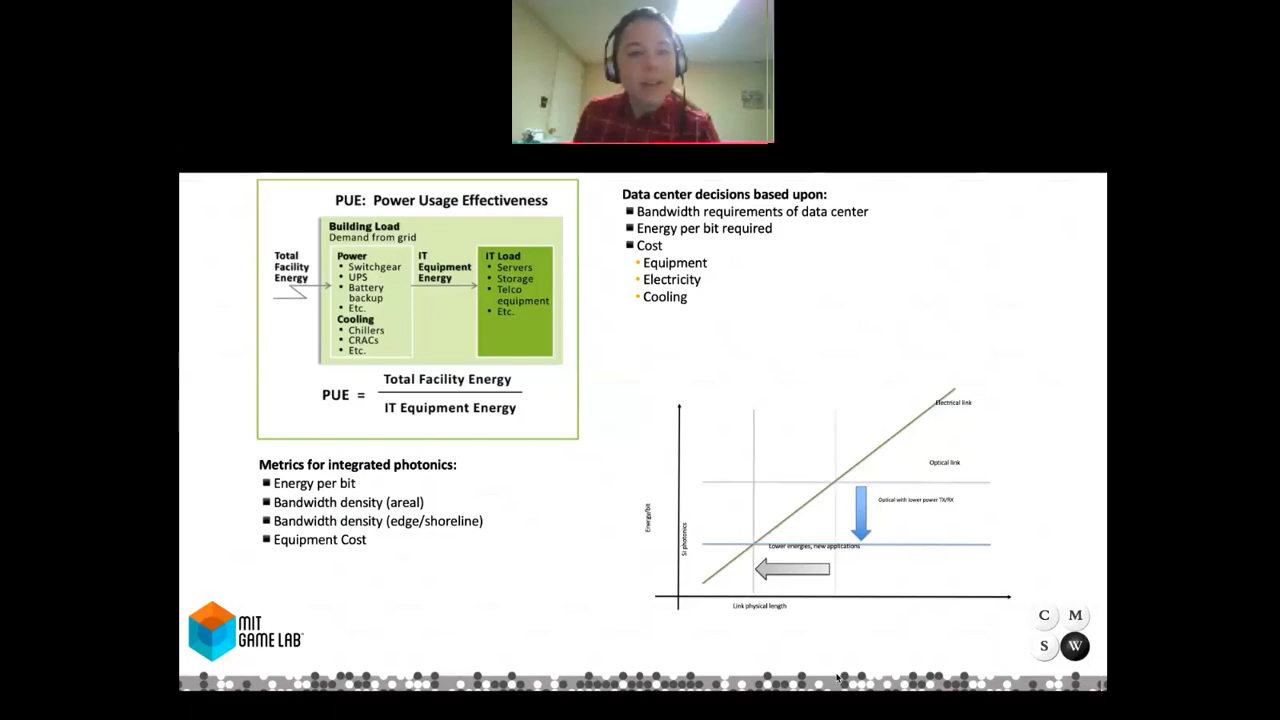 PUE: Power Usage Effectiveness
Building Load
Demand from grid
Total
Facility
Energy
Power
• Switchgear
• UPS
• Battery
backup
• Etc.
Cooling
• Chillers
• CRACs
• Etc.
IT
Equipment
Energy
IT Load
• Servers
• Storage
• Telco
equipment
• Etc.
PUE = Total Facility Energy
IT Equipment Energy
Metrics for integrated photonics:
■ Energy per bit
■ Bandwidth density (areal)
■ Bandwidth density (edge/shoreline)
■ Equipment Cost
Data center decisions based upon:
■ Bandwidth requirements of data center
■ Energy per bit required
■ Cost
• Equipment
• Electricity
• Cooling
Electrical link
Optical link
Optical with lower power TX/RX
Energy/bit
Si photonics
Lower energies, new applications
Link physical length
MIT
GAME LAB
C M
S W